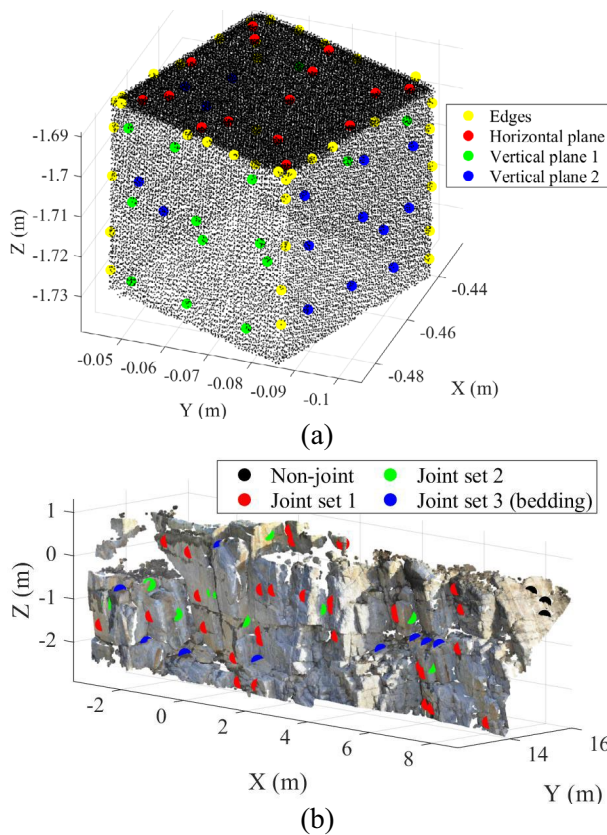 Edges
Horizontal plane
Vertical plane 1
Vertical plane 2
-1.69
-1.7
-1.71
-1.72
-1.73
Z (m)
-0.05
-0.06
-0.07
-0.08
-0.09
-0.1
Y (m)
-0.44
-0.46
-0.48
X (m)
(a)
Non-joint
Joint set 2
Joint set 1
Joint set 3 (bedding)
1
0
-1
-2
Z (m)
-2
0
2
4
6
8
X (m)
14
16
Y (m)
(b)